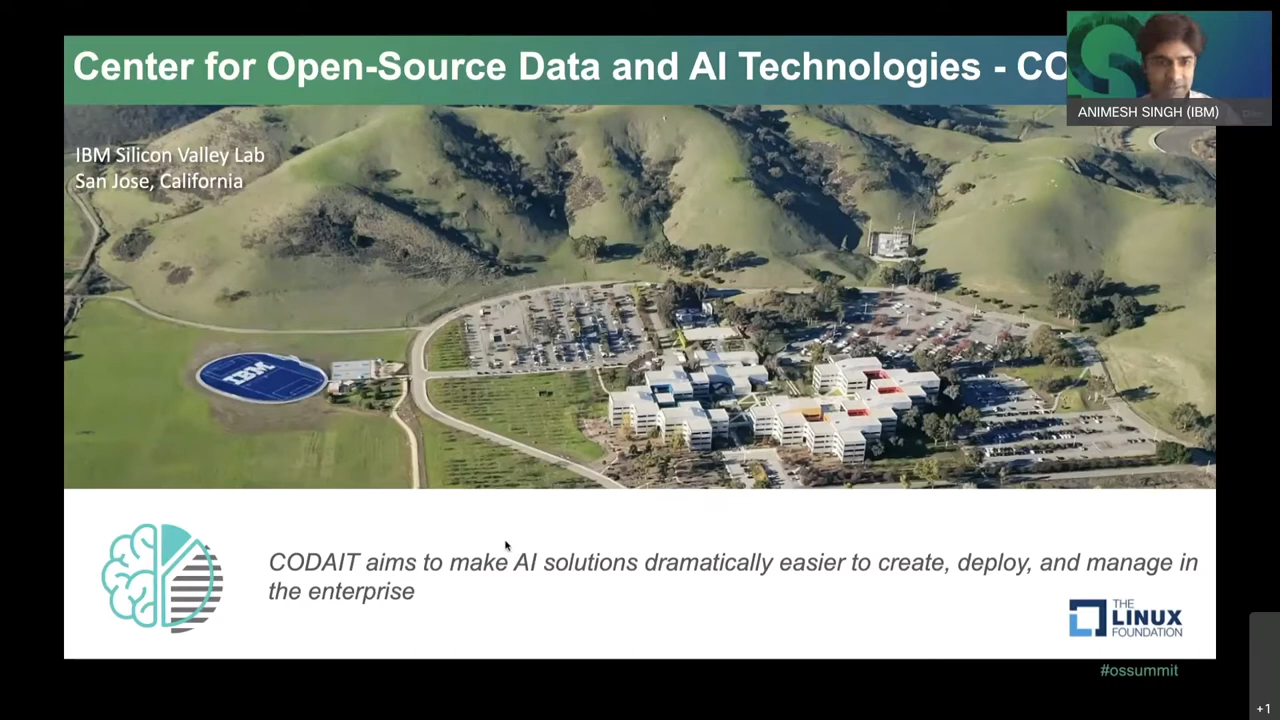 Center for Open-Source Data and AI Technologies - CO
ANIMESH SINGH (IBM)
IBM Silicon Valley Lab
San Jose, California
IBM
CODAIT aims to make AI solutions dramatically easier to create, deploy, and manage in
the enterprise
THE
LINUX
FOUNDATION
#ossummit
+1